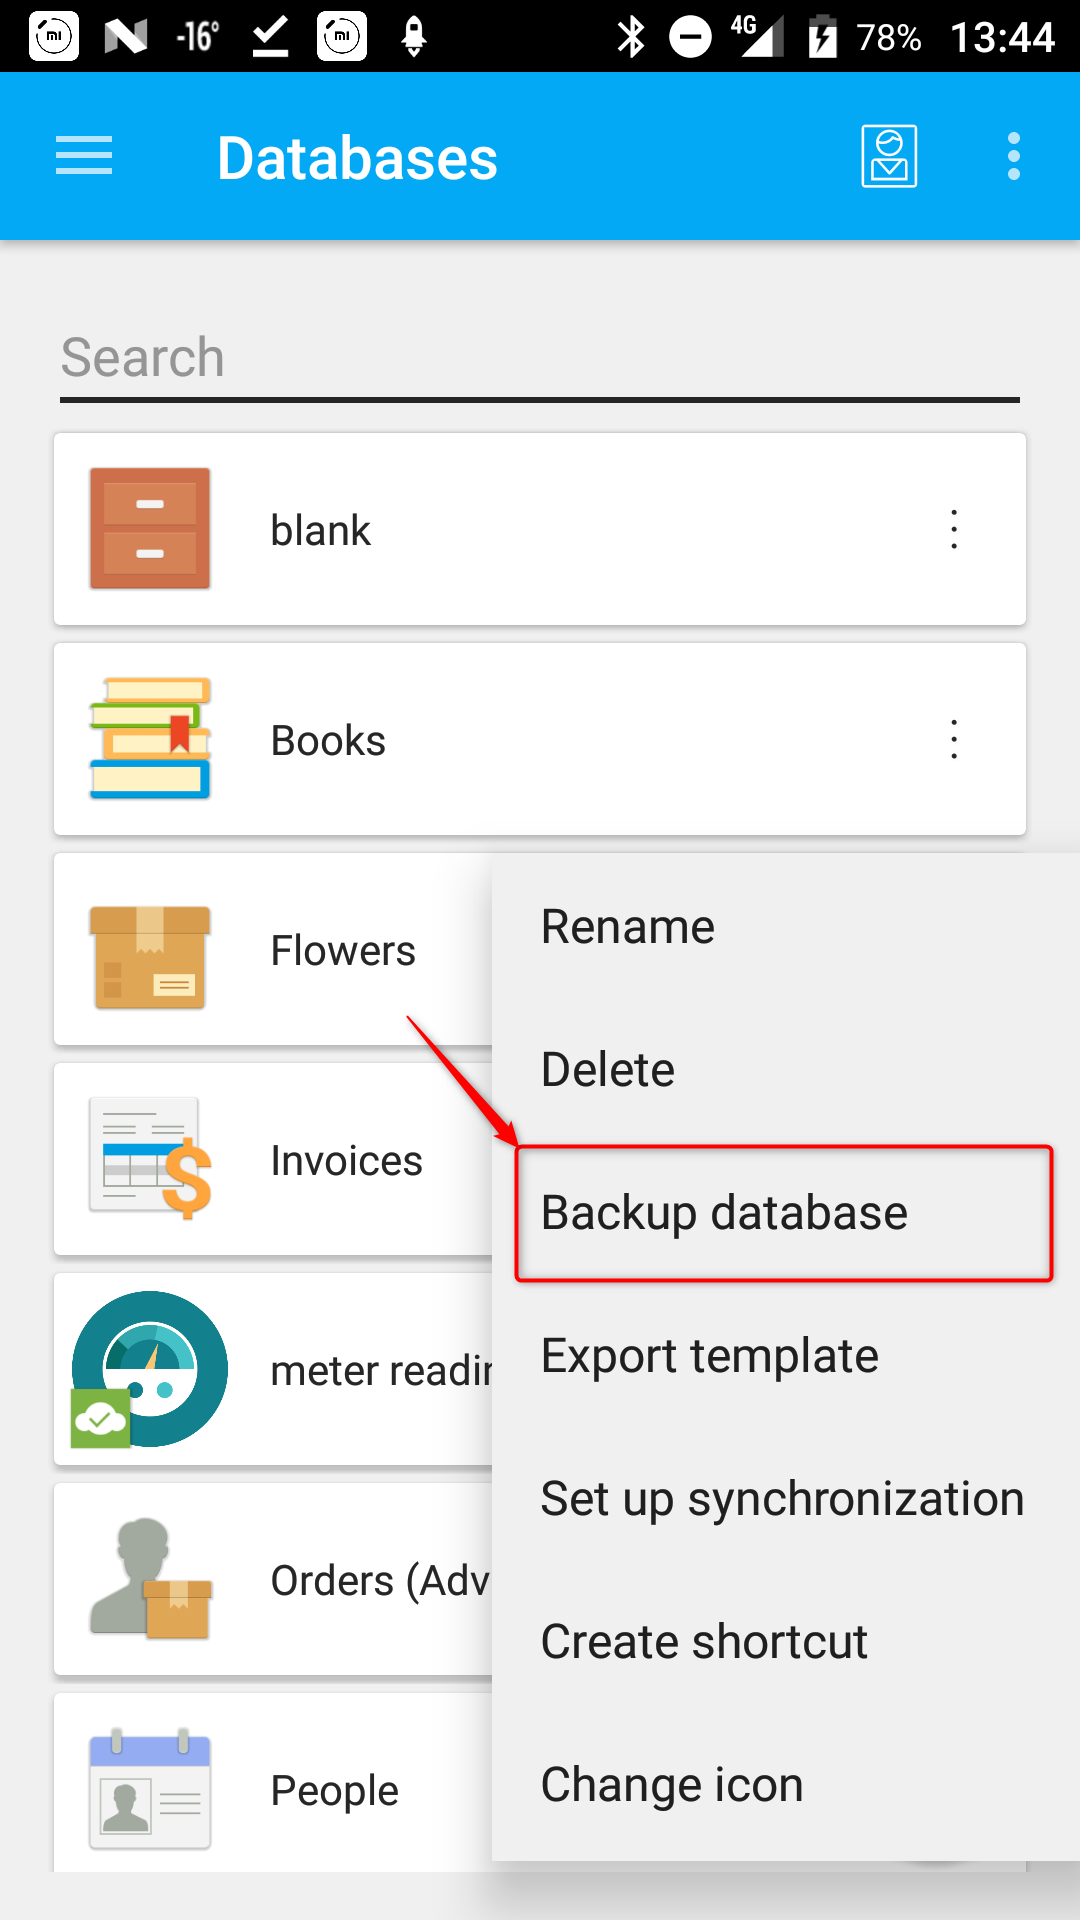 -16° 4G 78% 13:44
Databases
Search
blank
Books
Flowers
Invoices
meter readin
Orders (Adv
People
Rename
Delete
Backup database
Export template
Set up synchronization
Create shortcut
Change icon